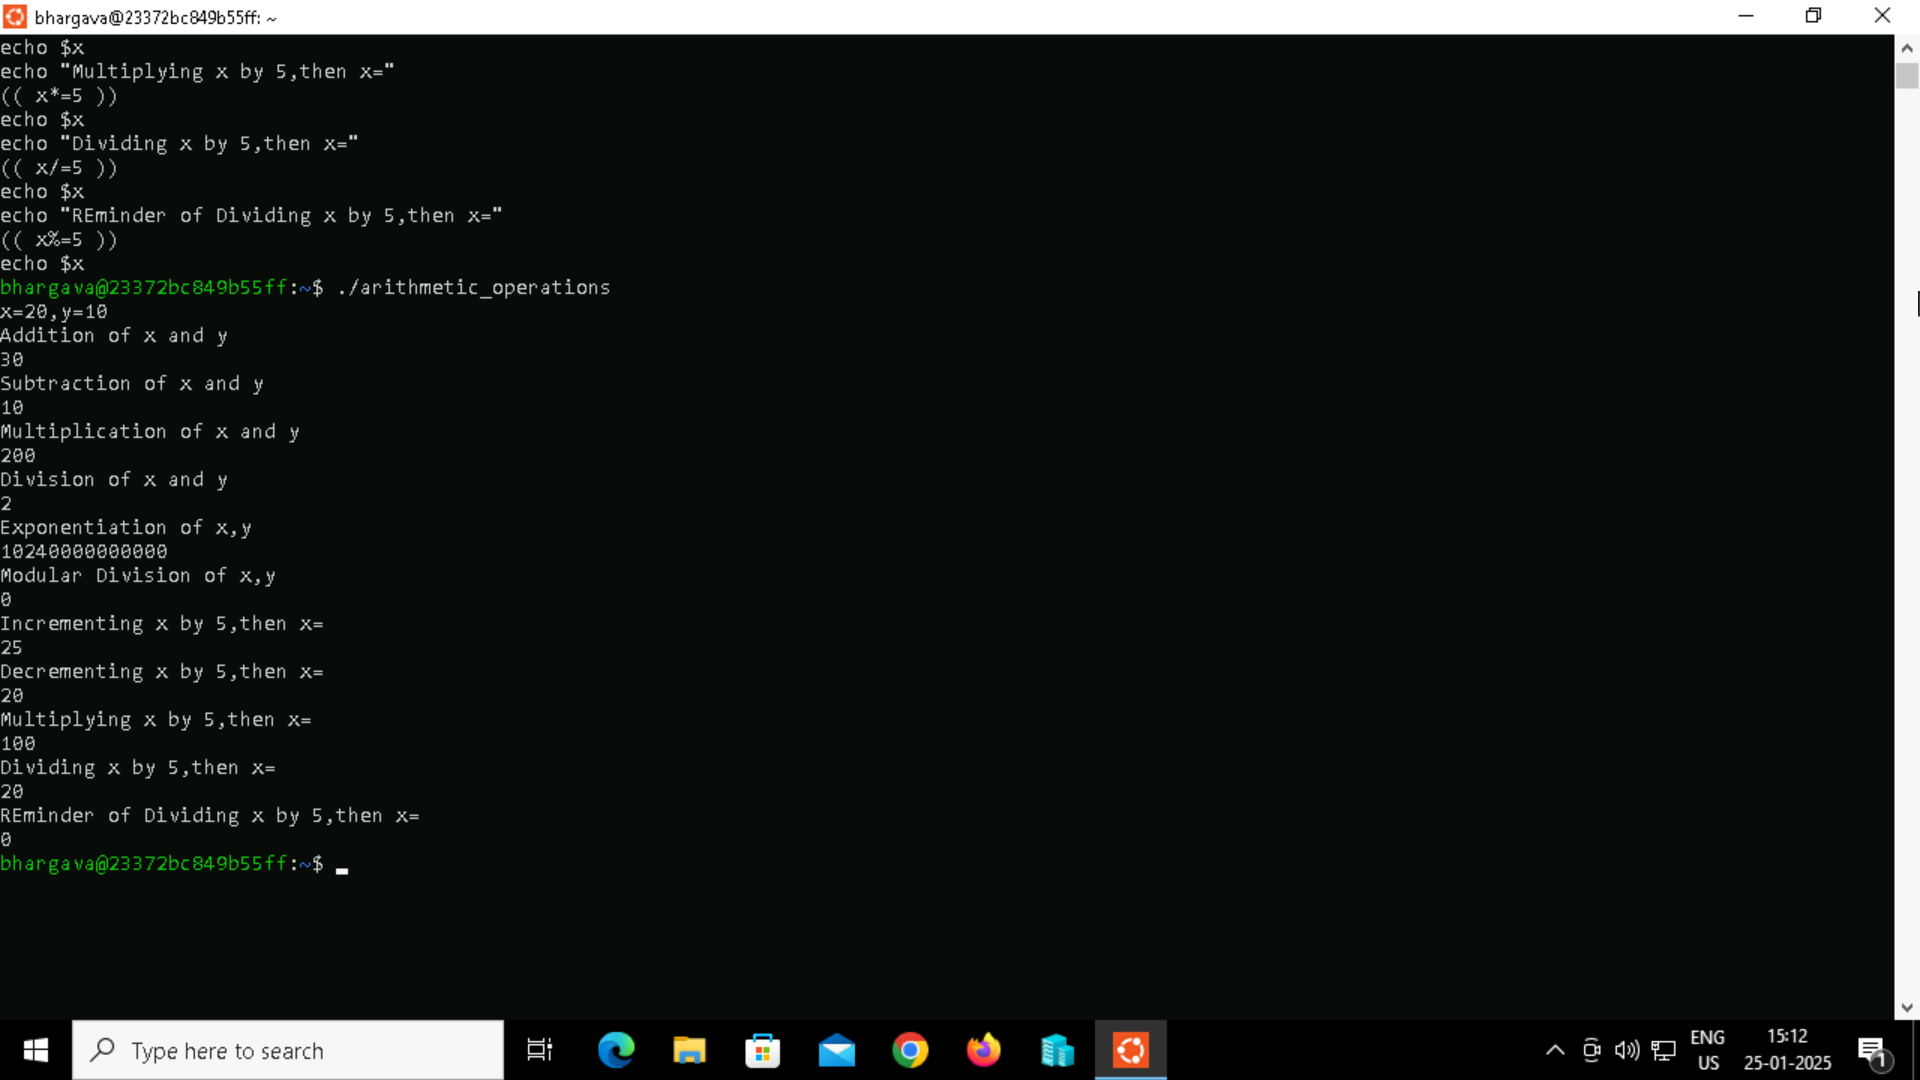 bhargava@23372bc849b55ff: ~
echo $x
echo "Multiplying x by 5,then x="
(( x*=5 ))
echo $x
echo "Dividing x by 5,then x="
(( x/=5 ))
echo $x
echo "REminder of Dividing x by 5,then x="
(( x%=5 ))
echo $x
bhargava@23372bc849b55ff:~$ ./arithmetic_operations
x=20,y=10
Addition of x and y
30
Subtraction of x and y
10
Multiplication of x and y
200
Division of x and y
2
Exponentiation of x,y
10240000000000
Modular Division of x,y
0
Incrementing x by 5,then x=
25
Decrementing x by 5,then x=
20
Multiplying x by 5,then x=
100
Dividing x by 5,then x=
20
REminder of Dividing x by 5,then x=
0
bhargava@23372bc849b55ff:~$
Type here to search
ENG
US
15:12
25-01-2025
1